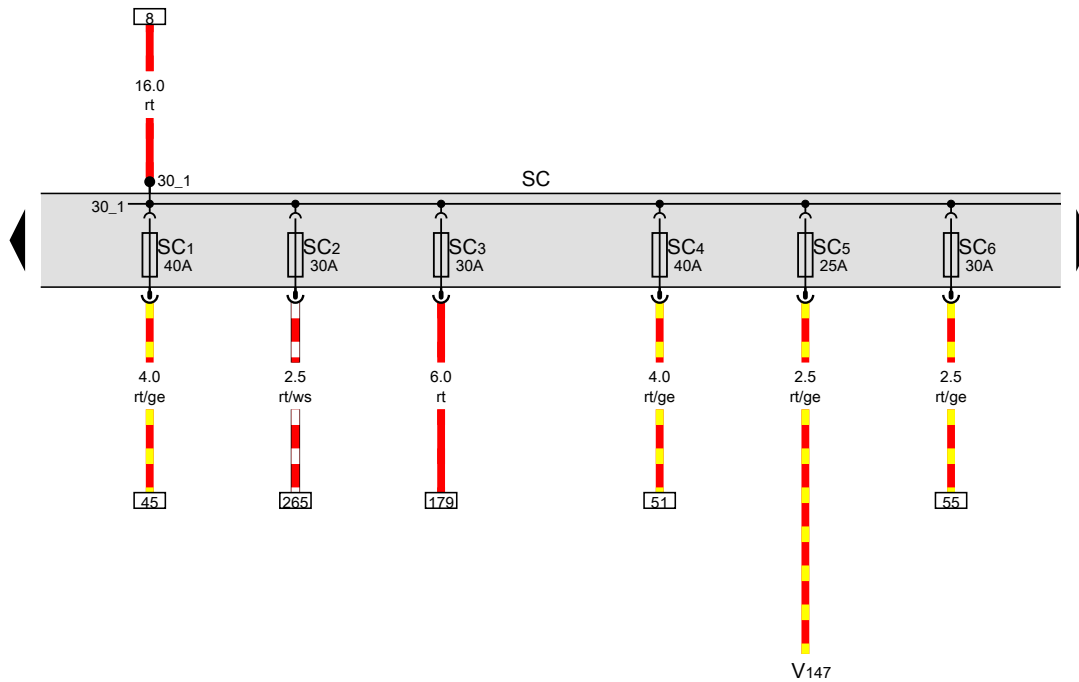 8
16.0
rt
30_1
SC
30_1
SC1
40A
SC2
30A
SC3
30A
SC4
40A
SC5
25A
SC6
30A
4.0
rt/ge
2.5
rt/ws
6.0
rt
4.0
rt/ge
2.5
rt/ge
2.5
rt/ge
45
265
179
51
55
V147